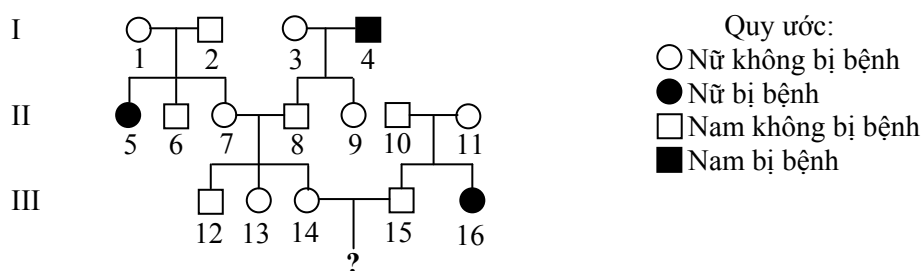 I
1 2 3 4
II
5 6 7 8 9 10 11
III
12 13 14 15 16
?
Quy ước:
Nữ không bị bệnh
Nữ bị bệnh
Nam không bị bệnh
Nam bị bệnh